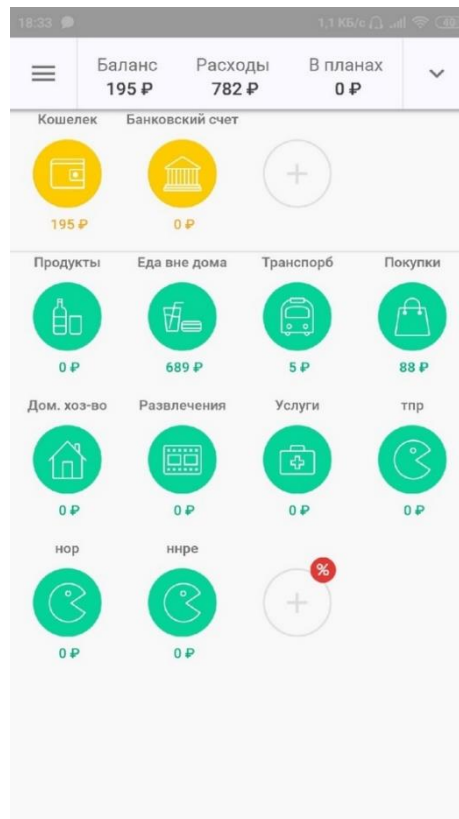 18:33 1,1 КБ/с 49
Баланс Расходы В планах
195 ₽ 782 ₽ 0 ₽
Кошелек Банковский счет
195 ₽ 0 ₽
Продукты Еда вне дома Транспорб Покупки
0 ₽ 689 ₽ 5 ₽ 88 ₽
Дом. хоз-во Развлечения Услуги тпр
0 ₽ 0 ₽ 0 ₽ 0 ₽
нор ннре %
0 ₽ 0 ₽